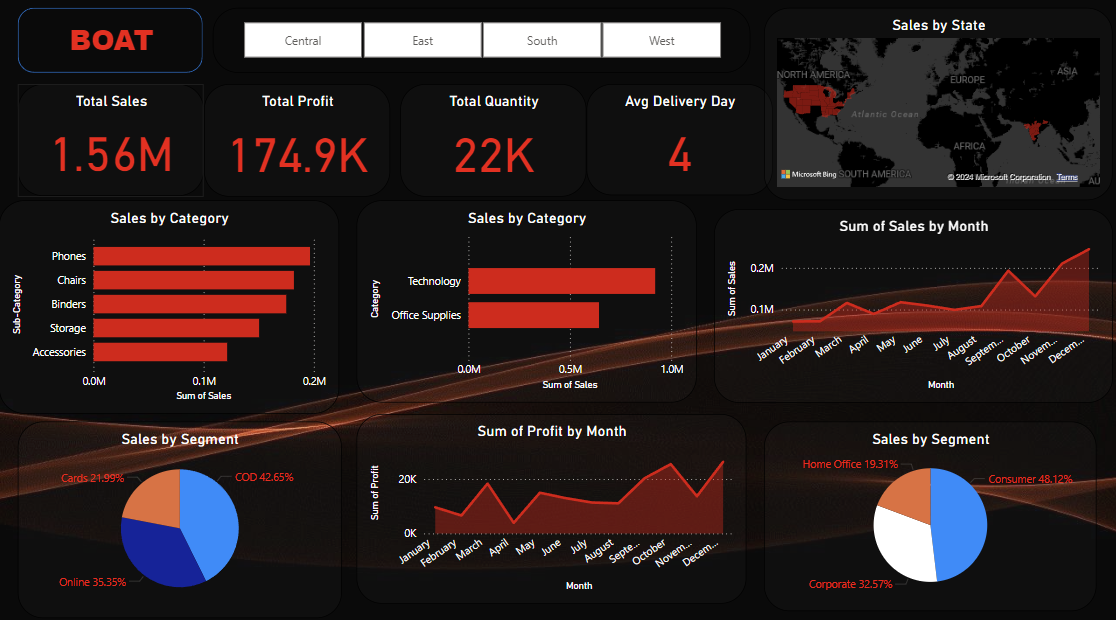 BOAT
Central East South West
Sales by State
NORTH AMERICA
EUROPE
ASIA
Atlantic Ocean
AFRICA
SOUTH AMERICA
Indian Ocean
AU
Microsoft Bing
© 2024 Microsoft Corporation Terms
Total Sales
1.56M
Total Profit
174.9K
Total Quantity
22K
Avg Delivery Day
4
Sales by Category
Sub-Category
Phones
Chairs
Binders
Storage
Accessories
0.0M 0.1M 0.2M
Sum of Sales
Sales by Category
Category
Technology
Office Supplies
0.0M 0.5M 1.0M
Sum of Sales
Sum of Sales by Month
Sum of Sales
0.2M
0.1M
January February March April May June July August Septem... October Novem... Decem...
Month
Sales by Segment
Cards 21.99%
COD 42.65%
Online 35.35%
Sum of Profit by Month
Sum of Profit
20K
0K
January February March April May June July August Septe... October Novem... Decem...
Month
Sales by Segment
Home Office 19.31%
Consumer 48.12%
Corporate 32.57%